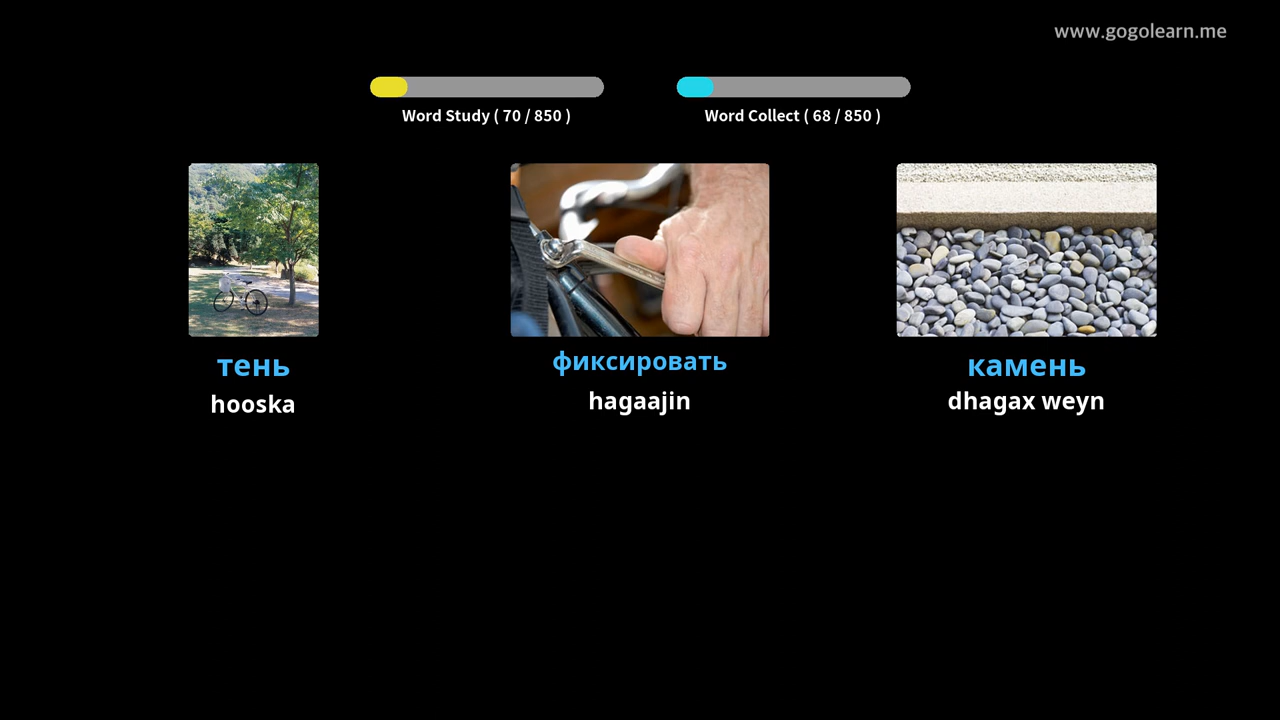 www.gogolearn.me
Word Study ( 70 / 850 )
Word Collect ( 68 / 850 )
тень
hooska
фиксировать
hagaajin
камень
dhagax weyn